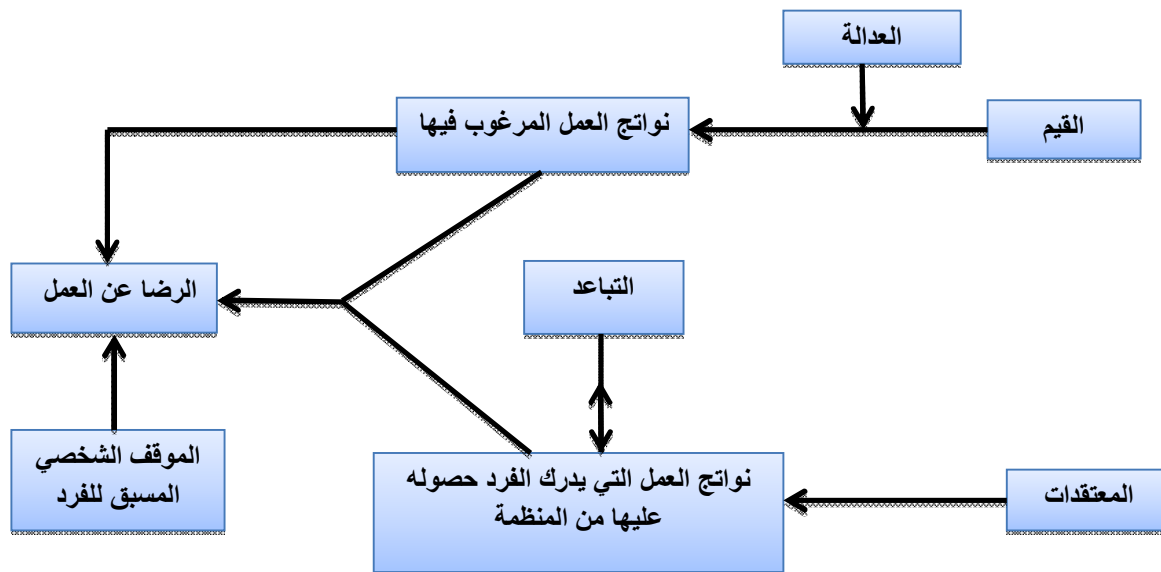 العدالة
نواتج العمل المرغوب فيها
القيم
الرضا عن العمل
التباعد
الموقف الشخصي
المسبق للفرد
نواتج العمل التي يدرك الفرد حصوله
عليها من المنظمة
المعتقدات